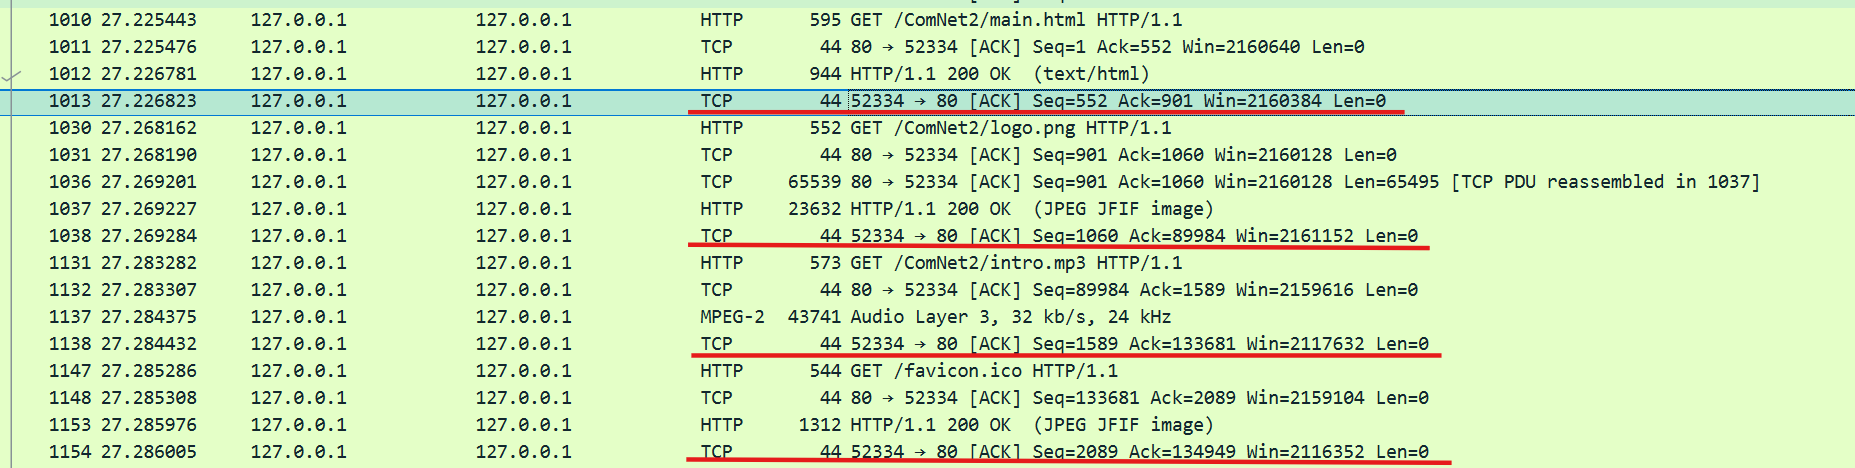 1010 27.225443 127.0.0.1 127.0.0.1 HTTP 595 GET /ComNet2/main.html HTTP/1.1
1011 27.225476 127.0.0.1 127.0.0.1 TCP 44 80 → 52334 [ACK] Seq=1 Ack=552 Win=2160640 Len=0
1012 27.226781 127.0.0.1 127.0.0.1 HTTP 944 HTTP/1.1 200 OK (text/html)
1013 27.226823 127.0.0.1 127.0.0.1 TCP 44 52334 → 80 [ACK] Seq=552 Ack=901 Win=2160384 Len=0
1030 27.268162 127.0.0.1 127.0.0.1 HTTP 552 GET /ComNet2/logo.png HTTP/1.1
1031 27.268190 127.0.0.1 127.0.0.1 TCP 44 80 → 52334 [ACK] Seq=901 Ack=1060 Win=2160128 Len=0
1036 27.269201 127.0.0.1 127.0.0.1 TCP 65539 80 → 52334 [ACK] Seq=901 Ack=1060 Win=2160128 Len=65495 [TCP PDU reassembled in 1037]
1037 27.269227 127.0.0.1 127.0.0.1 HTTP 23632 HTTP/1.1 200 OK (JPEG JFIF image)
1038 27.269284 127.0.0.1 127.0.0.1 TCP 44 52334 → 80 [ACK] Seq=1060 Ack=89984 Win=2161152 Len=0
1131 27.283282 127.0.0.1 127.0.0.1 HTTP 573 GET /ComNet2/intro.mp3 HTTP/1.1
1132 27.283307 127.0.0.1 127.0.0.1 TCP 44 80 → 52334 [ACK] Seq=89984 Ack=1589 Win=2159616 Len=0
1137 27.284375 127.0.0.1 127.0.0.1 MPEG-2 43741 Audio Layer 3, 32 kb/s, 24 kHz
1138 27.284432 127.0.0.1 127.0.0.1 TCP 44 52334 → 80 [ACK] Seq=1589 Ack=133681 Win=2117632 Len=0
1147 27.285286 127.0.0.1 127.0.0.1 HTTP 544 GET /favicon.ico HTTP/1.1
1148 27.285308 127.0.0.1 127.0.0.1 TCP 44 80 → 52334 [ACK] Seq=133681 Ack=2089 Win=2159104 Len=0
1153 27.285976 127.0.0.1 127.0.0.1 HTTP 1312 HTTP/1.1 200 OK (JPEG JFIF image)
1154 27.286005 127.0.0.1 127.0.0.1 TCP 44 52334 → 80 [ACK] Seq=2089 Ack=134949 Win=2116352 Len=0